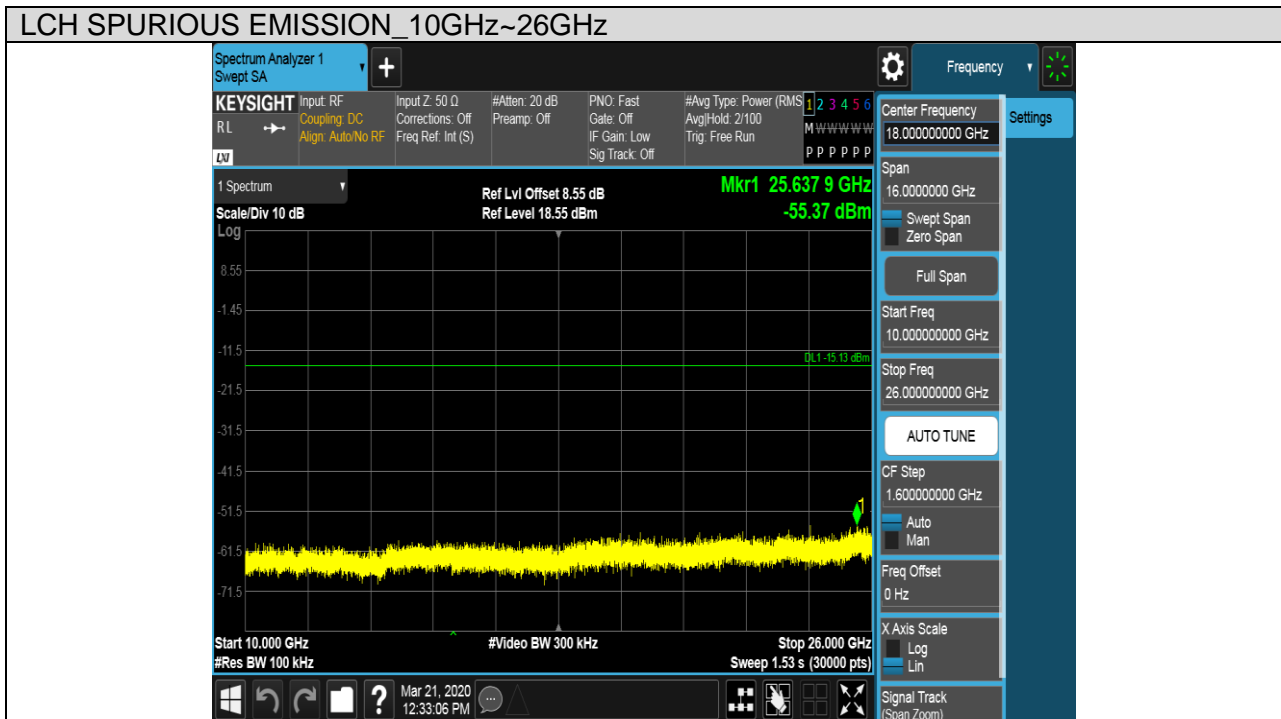 LCH SPURIOUS EMISSION_10GHz~26GHz
Spectrum Analyzer 1
Swept SA
+
Frequency
KEYSIGHT
RL
LXI
Input: RF
Coupling: DC
Align: Auto/No RF
Input Z: 50 Ω
Corrections: Off
Freq Ref: Int (S)
#Atten: 20 dB
Preamp: Off
PNO: Fast
Gate: Off
IF Gain: Low
Sig Track: Off
#Avg Type: Power (RMS
Avg|Hold: 2/100
Trig: Free Run
1 2 3 4 5 6
M W W W W W
P P P P P P
1 Spectrum
Scale/Div 10 dB
Log
Ref Lvl Offset 8.55 dB
Ref Level 18.55 dBm
Mkr1 25.637 9 GHz
-55.37 dBm
8.55
-1.45
-11.5
DL1 -15.13 dBm
-21.5
-31.5
-41.5
-51.5
1
-61.5
-71.5
Start 10.000 GHz
#Res BW 100 kHz
#Video BW 300 kHz
Stop 26.000 GHz
Sweep 1.53 s (30000 pts)
?
Mar 21, 2020
12:33:06 PM
Center Frequency
18.000000000 GHz
Settings
Span
16.0000000 GHz
Swept Span
Zero Span
Full Span
Start Freq
10.000000000 GHz
Stop Freq
26.000000000 GHz
AUTO TUNE
CF Step
1.600000000 GHz
Auto
Man
Freq Offset
0 Hz
X Axis Scale
Log
Lin
Signal Track
(Span Zoom)